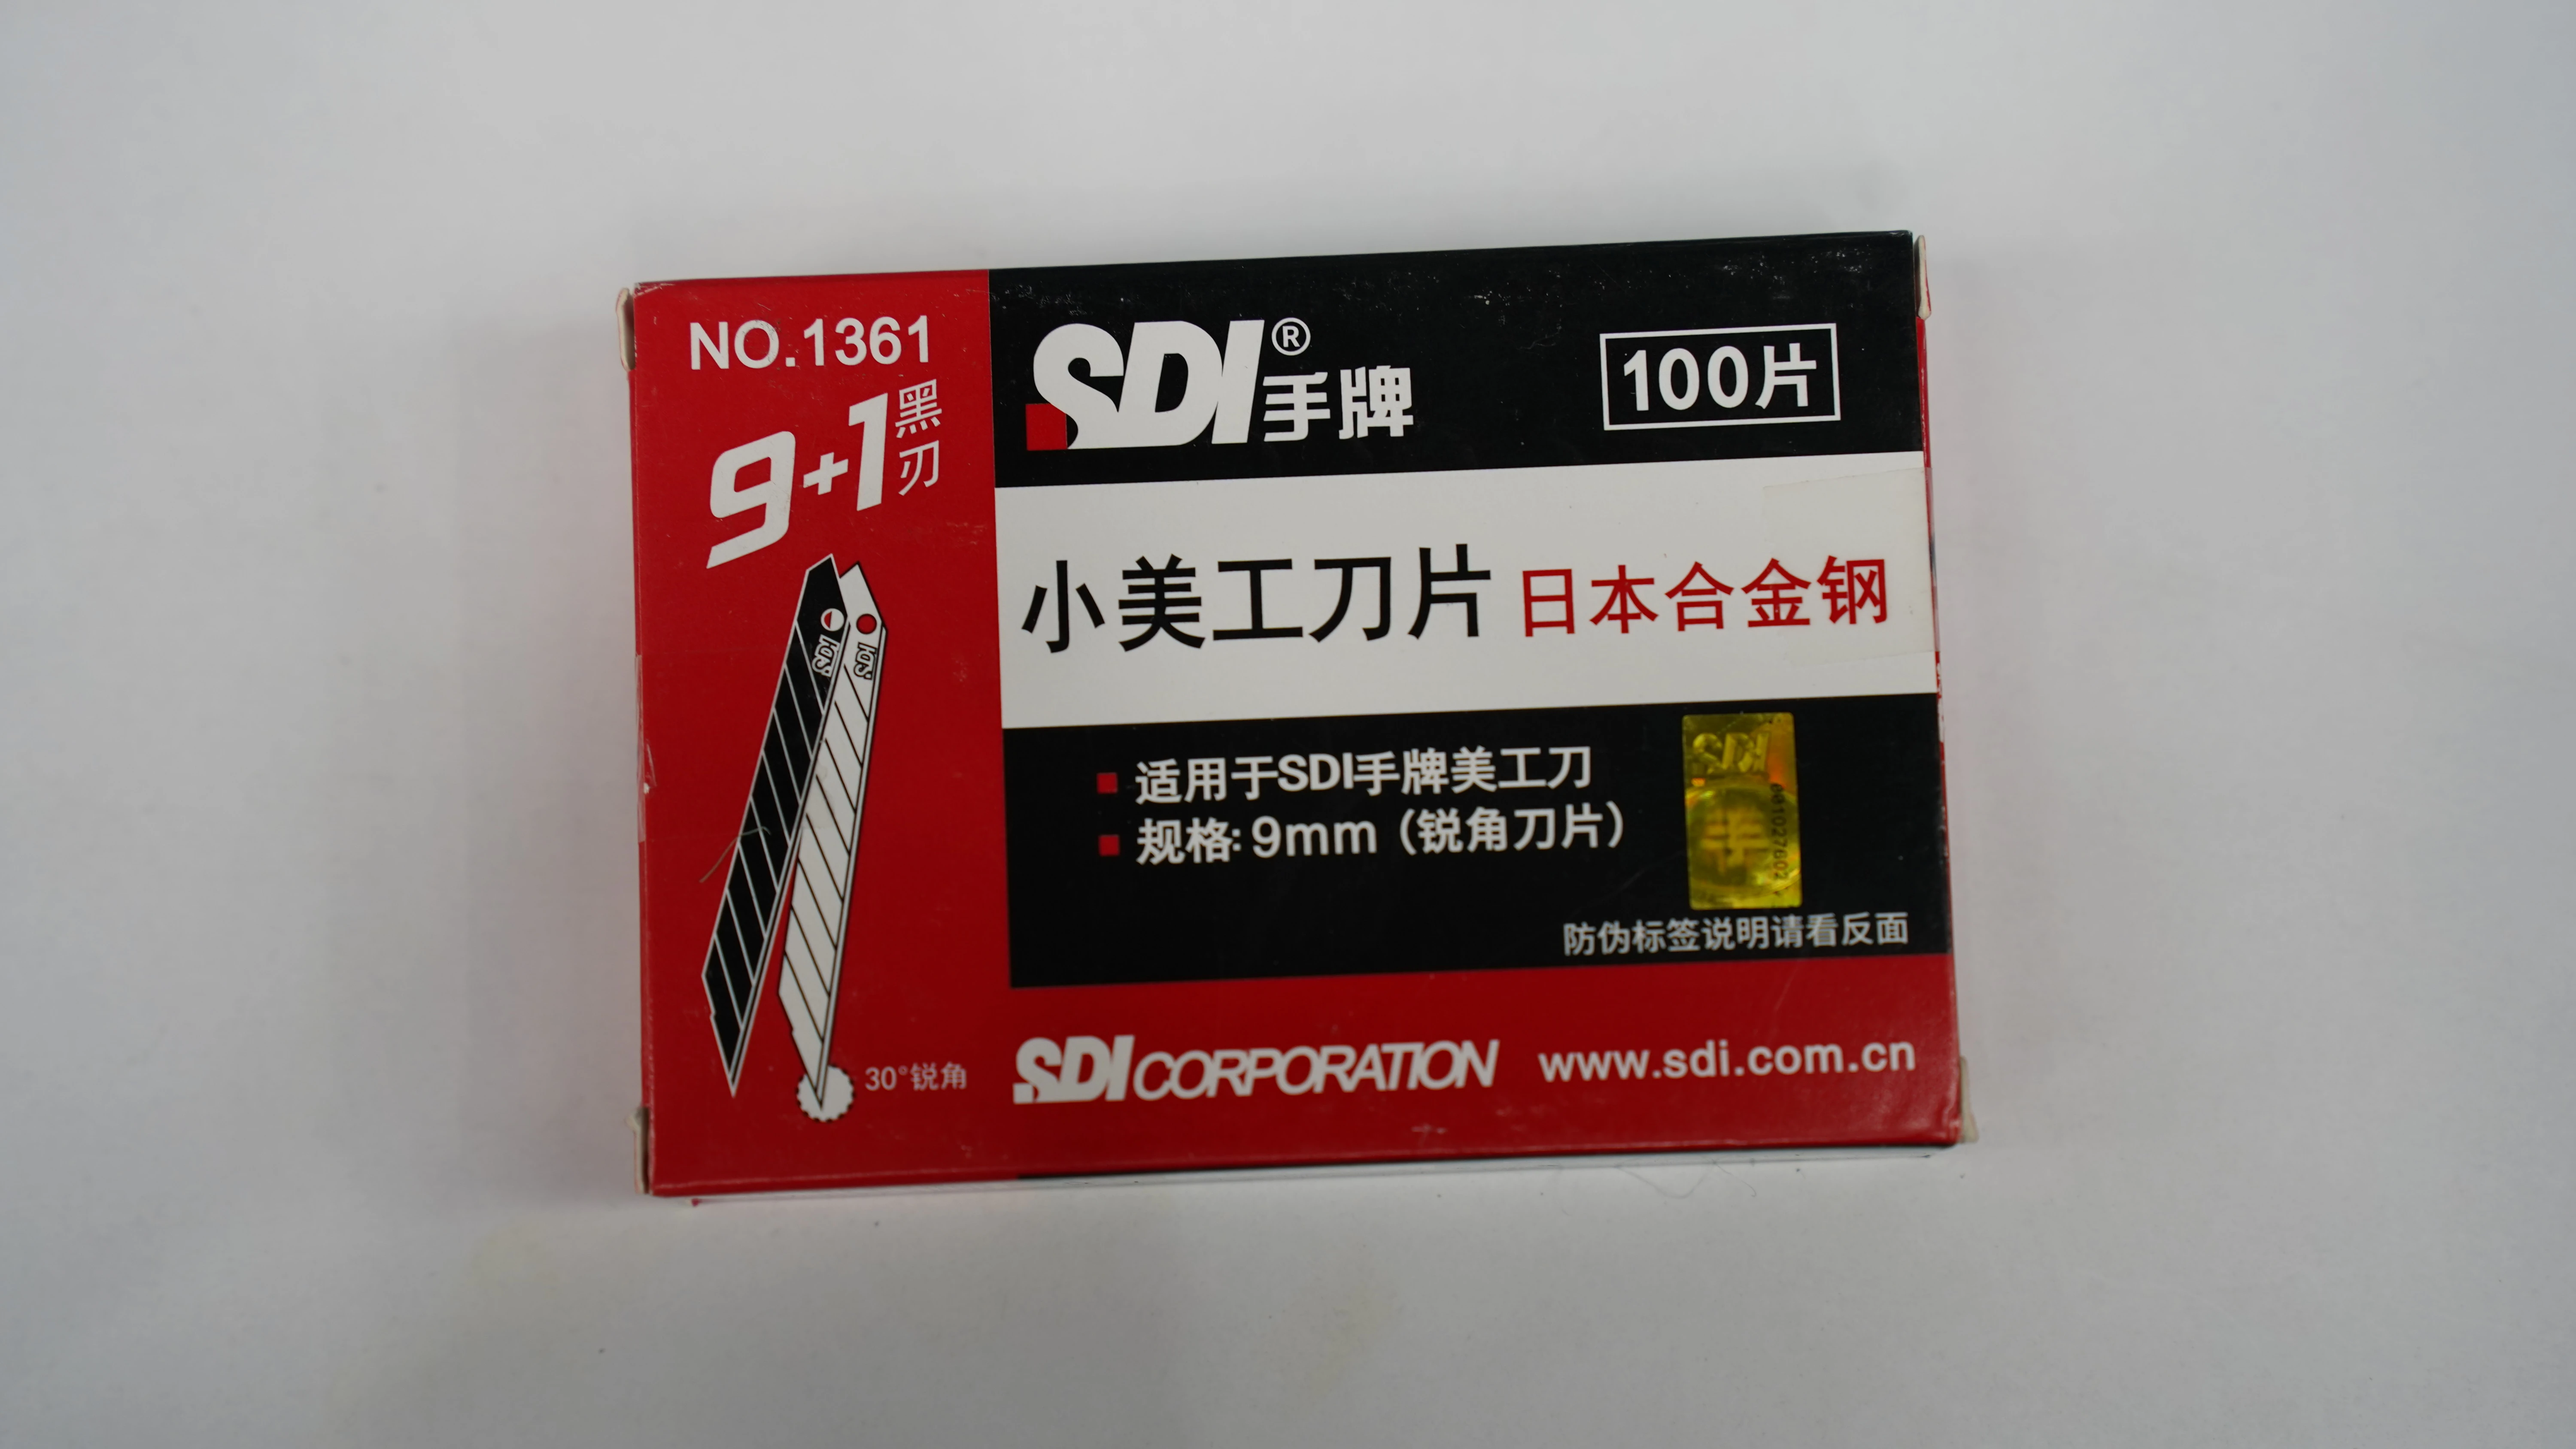 NO.1361
9+1黑刃
SDI
SDI
30°锐角
SDI®手牌
100片
小美工刀片 日本合金钢
■ 适用于SDI手牌美工刀
■ 规格: 9mm (锐角刀片)
SDI
防伪标签说明请看反面
SDI CORPORATION www.sdi.com.cn